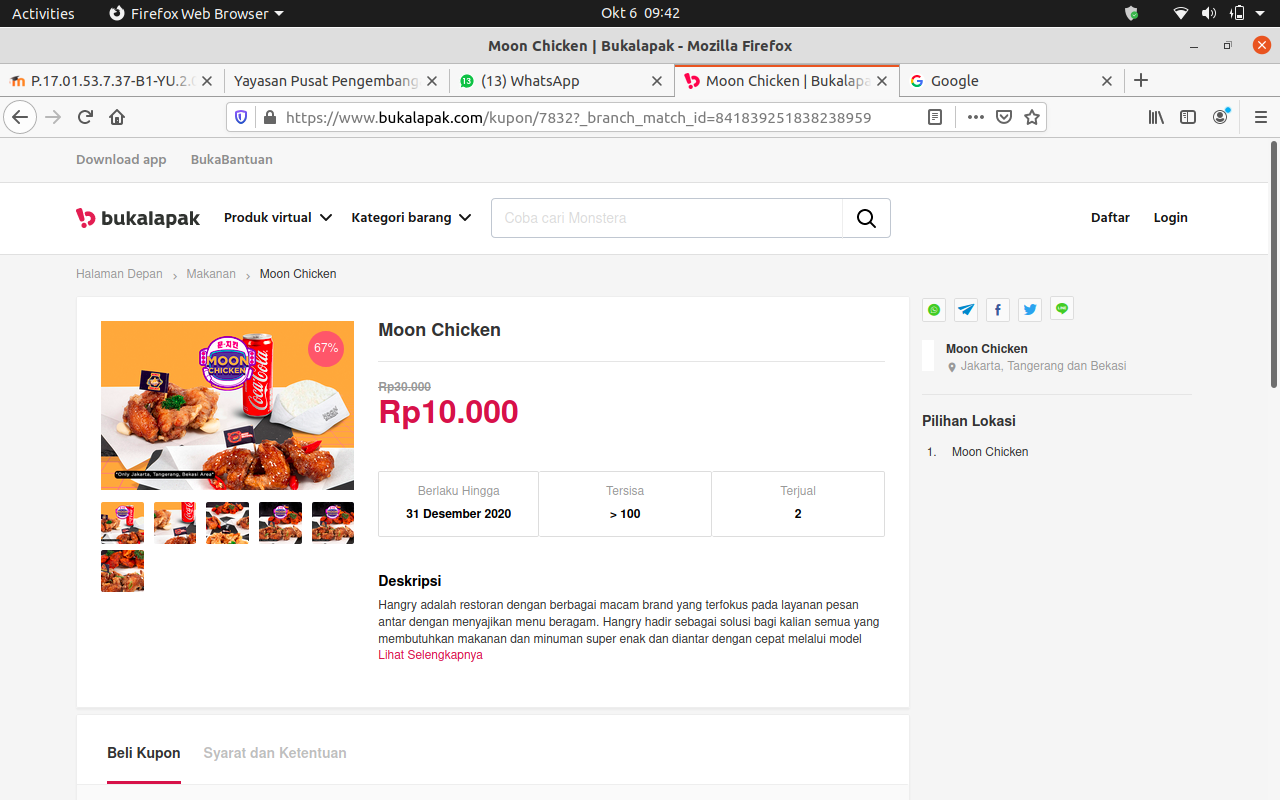 Activities
Firefox Web Browser
Okt 6 09:42
Moon Chicken | Bukalapak - Mozilla Firefox
P.17.01.53.7.37-B1-YU.2.
Yayasan Pusat Pengembang
13
(13) WhatsApp
Moon Chicken | Bukalapa
Google
https://www.bukalapak.com/kupon/7832?_branch_match_id=841839251838238959
Download app
BukaBantuan
bukalapak
Produk virtual
Kategori barang
Coba cari Monstera
Daftar
Login
Halaman Depan > Makanan > Moon Chicken
문·치킨
MOON
CHICKEN
Coca-Cola
67%
*Only Jakarta, Tangerang, Bekasi Area*
Moon Chicken
Rp30.000
Rp10.000
Berlaku Hingga
31 Desember 2020
Tersisa
> 100
Terjual
2
Deskripsi
Hangry adalah restoran dengan berbagai macam brand yang terfokus pada layanan pesan
antar dengan menyajikan menu beragam. Hangry hadir sebagai solusi bagi kalian semua yang
membutuhkan makanan dan minuman super enak dan diantar dengan cepat melalui model
Lihat Selengkapnya
Moon Chicken
Jakarta, Tangerang dan Bekasi
Pilihan Lokasi
1. Moon Chicken
Beli Kupon
Syarat dan Ketentuan